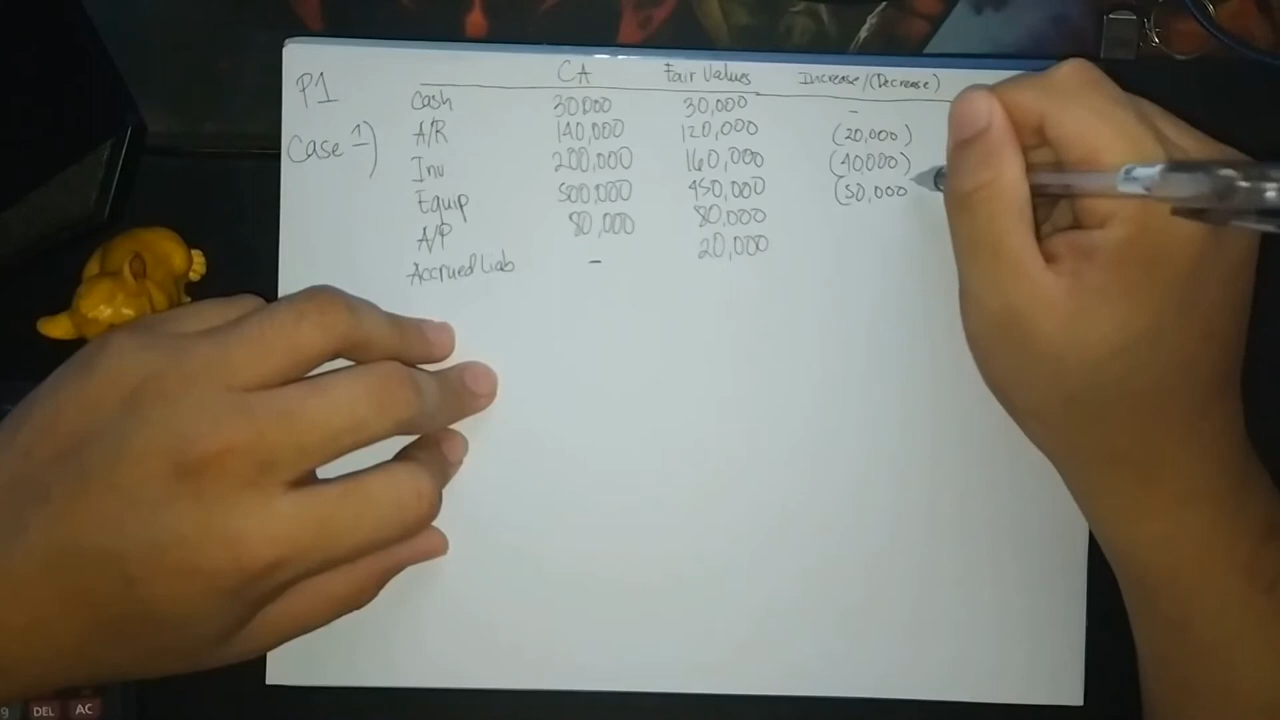 P1 CA Fair Values Increase/(Decrease)
Cash 30000 30,000 -
Case 1) A/R 140,000 120,000 (20,000)
Inv 200,000 160,000 (40,000)
Equip 500,000 450,000 (50,000
A/P 80,000 80,000
Accrued Liab - 20,000
9 DEL AC